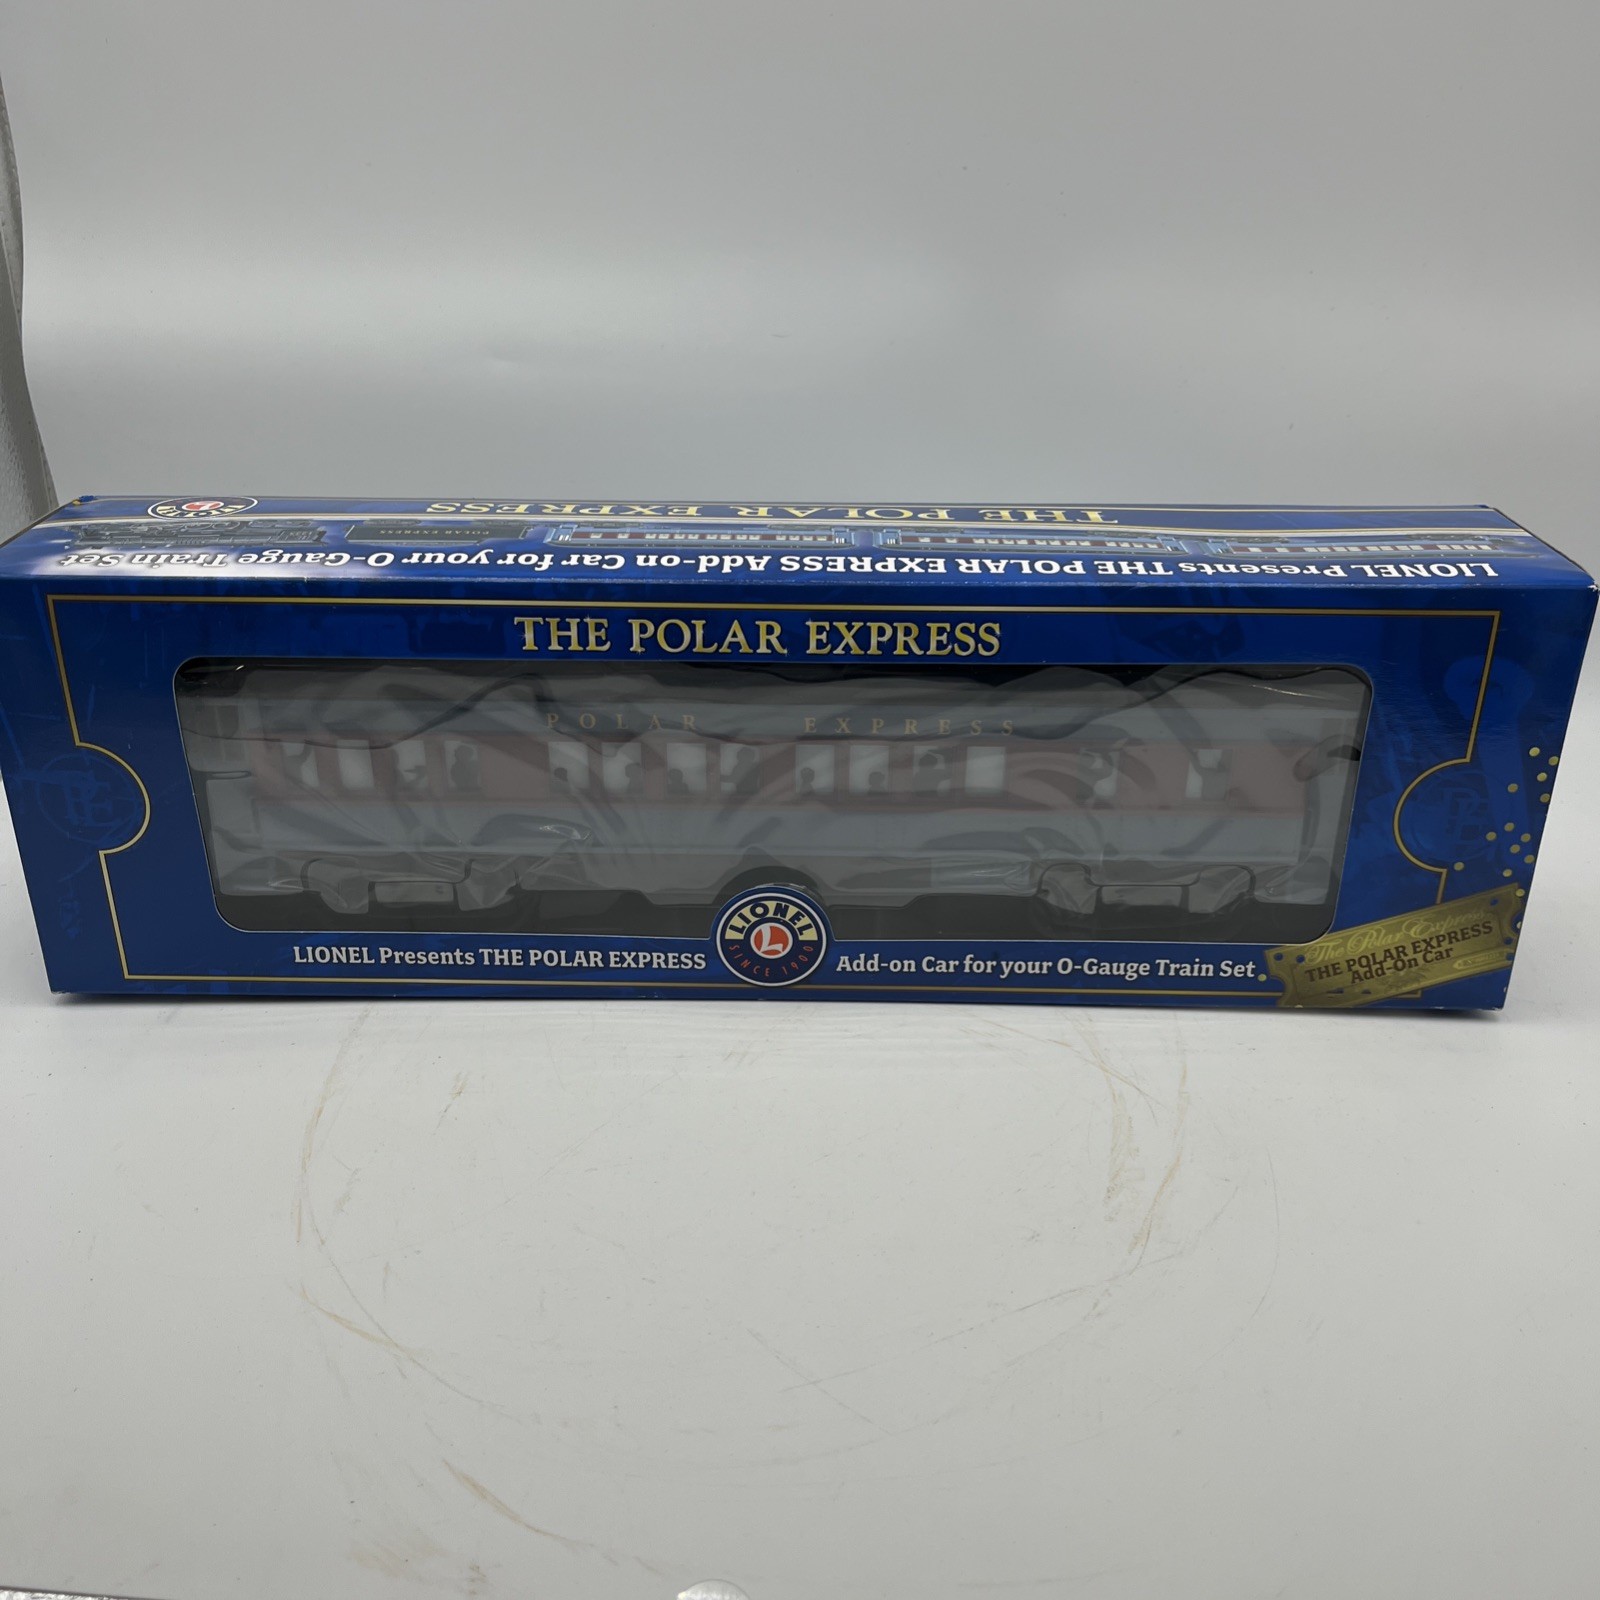 THE POLAR EXPRESS
POLAR EXPRESS
LIONEL Presents THE POLAR EXPRESS Add-on Car for your O-Gauge Train Set
THE POLAR EXPRESS
POLAR EXPRESS
LIONEL Presents THE POLAR EXPRESS
LIONEL
L
SINCE 1900
Add-on Car for your O-Gauge Train Set
The Polar Express
THE POLAR EXPRESS
Add-On Car